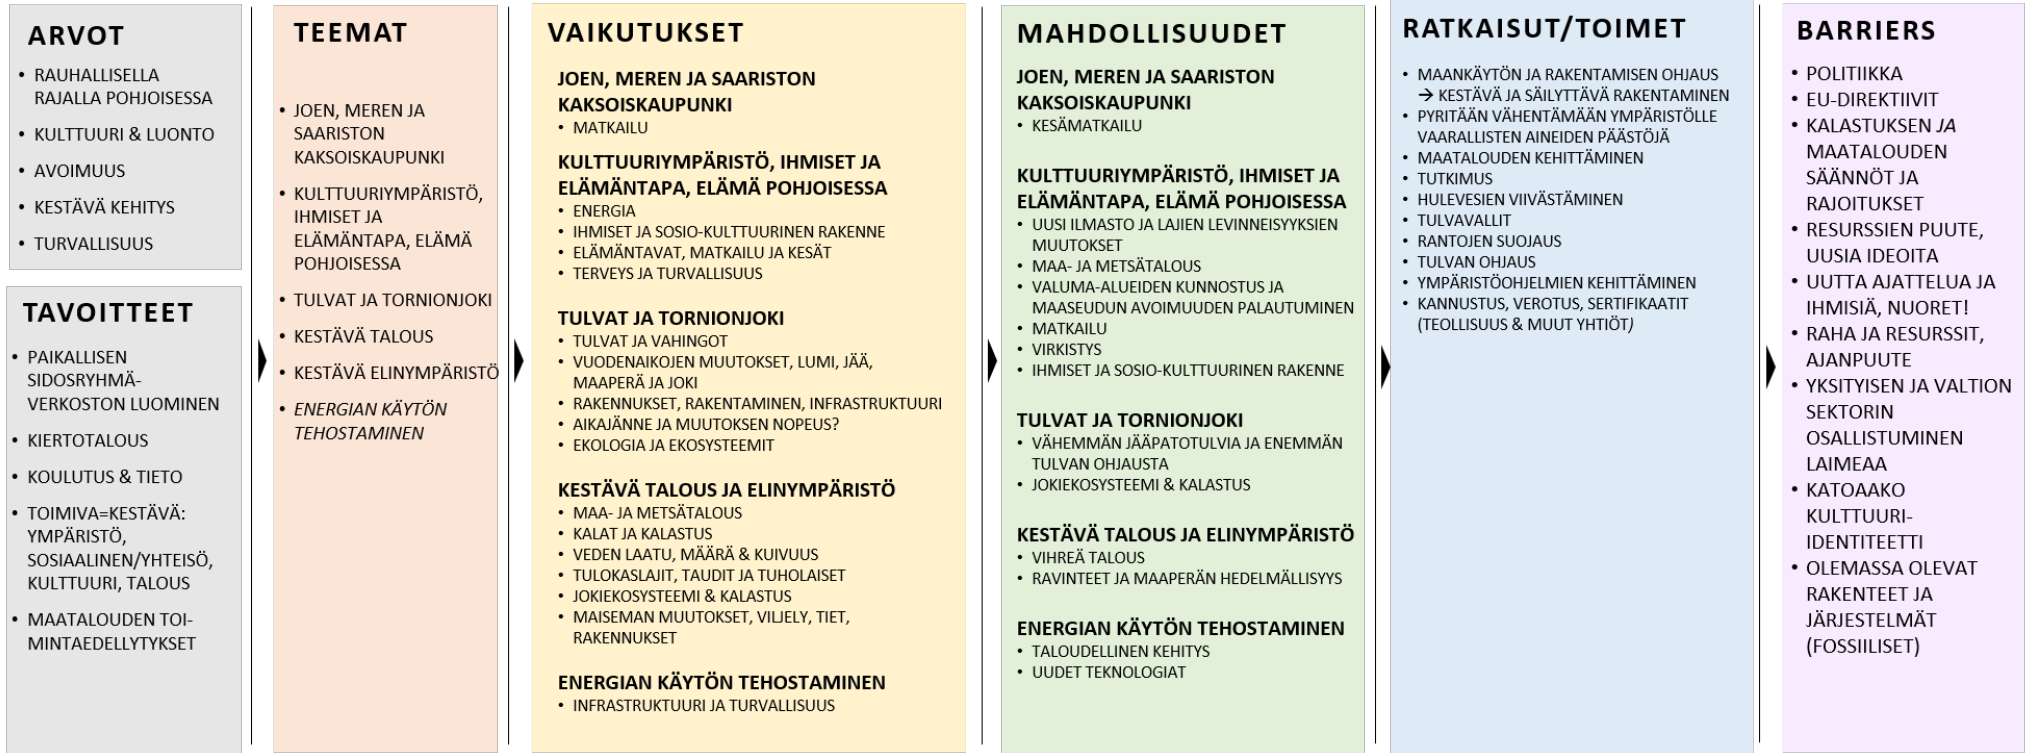 ARVOT
• RAUHALLISELLA
RAJALLA POHJOISESSA
• KULTTUURI & LUONTO
• AVOIMUUS
• KESTÄVÄ KEHITYS
• TURVALLISUUS
TAVOITTEET
• PAIKALLISEN
SIDOSRYHMÄ-
VERKOSTON LUOMINEN
• KIERTOTALOUS
• KOULUTUS & TIETO
• TOIMIVA=KESTÄVÄ:
YMPÄRISTÖ,
SOSIAALINEN/YHTEISÖ,
KULTTUURI, TALOUS
• MAATALOUDEN TOI-
MINTAEDELLYTYKSET
TEEMAT
• JOEN, MEREN JA
SAARISTON
KAKSOISKAUPUNKI
• KULTTUURIYMPÄRISTÖ,
IHMISET JA
ELÄMÄNTAPA, ELÄMÄ
POHJOISESSA
• TULVAT JA TORNIONJOKI
• KESTÄVÄ TALOUS
• KESTÄVÄ ELINYMPÄRISTÖ
• ENERGIAN KÄYTÖN
TEHOSTAMINEN
VAIKUTUKSET
JOEN, MEREN JA SAARISTON
KAKSOISKAUPUNKI
• MATKAILU
KULTTUURIYMPÄRISTÖ, IHMISET JA
ELÄMÄNTAPA, ELÄMÄ POHJOISESSA
• ENERGIA
• IHMISET JA SOSIO-KULTTUURINEN RAKENNE
• ELÄMÄNTAVAT, MATKAILU JA KESÄT
• TERVEYS JA TURVALLISUUS
TULVAT JA TORNIONJOKI
• TULVAT JA VAHINGOT
• VUODENAIKOJEN MUUTOKSET, LUMI, JÄÄ,
MAAPERÄ JA JOKI
• RAKENNUKSET, RAKENTAMINEN, INFRASTRUKTUURI
• AIKAJÄNNE JA MUUTOKSEN NOPEUS?
• EKOLOGIA JA EKOSYSTEEMIT
KESTÄVÄ TALOUS JA ELINYMPÄRISTÖ
• MAA- JA METSÄTALOUS
• KALAT JA KALASTUS
• VEDEN LAATU, MÄÄRÄ & KUIVUUS
• TULOKASLAJIT, TAUDIT JA TUHOLAISET
• JOKIEKOSYSTEEMI & KALASTUS
• MAISEMAN MUUTOKSET, VILJELY, TIET,
RAKENNUKSET
ENERGIAN KÄYTÖN TEHOSTAMINEN
• INFRASTRUKTUURI JA TURVALLISUUS
MAHDOLLISUUDET
JOEN, MEREN JA SAARISTON
KAKSOISKAUPUNKI
• KESÄMATKAILU
KULTTUURIYMPÄRISTÖ, IHMISET JA
ELÄMÄNTAPA, ELÄMÄ POHJOISESSA
• UUSI ILMASTO JA LAJIEN LEVINNEISYYKSIEN
MUUTOKSET
• MAA- JA METSÄTALOUS
• VALUMA-ALUEIDEN KUNNOSTUS JA
MAASEUDUN AVOIMUUDEN PALAUTUMINEN
• MATKAILU
• VIRKISTYS
• IHMISET JA SOSIO-KULTTUURINEN RAKENNE
TULVAT JA TORNIONJOKI
• VÄHEMMÄN JÄÄPATOTULVIA JA ENEMMÄN
TULVAN OHJAUSTA
• JOKIEKOSYSTEEMI & KALASTUS
KESTÄVÄ TALOUS JA ELINYMPÄRISTÖ
• VIHREÄ TALOUS
• RAVINTEET JA MAAPERÄN HEDELMÄLLISYYS
ENERGIAN KÄYTÖN TEHOSTAMINEN
• TALOUDELLINEN KEHITYS
• UUDET TEKNOLOGIAT
RATKAISUT/TOIMET
• MAANKÄYTÖN JA RAKENTAMISEN OHJAUS
→ KESTÄVÄ JA SÄILYTTÄVÄ RAKENTAMINEN
• PYRITÄÄN VÄHENTÄMÄÄN YMPÄRISTÖLLE
VAARALLISTEN AINEIDEN PÄÄSTÖJÄ
• MAATALOUDEN KEHITTÄMINEN
• TUTKIMUS
• HULEVESIEN VIIVÄSTÄMINEN
• TULVAVALLIT
• RANTOJEN SUOJAUS
• TULVAN OHJAUS
• YMPÄRISTÖOHJELMIEN KEHITTÄMINEN
• KANNUSTUS, VEROTUS, SERTIFIKAATIT
(TEOLLISUUS & MUUT YHTIÖT)
BARRIERS
• POLITIIKKA
• EU-DIREKTIIVIT
• KALASTUKSEN JA
MAATALOUDEN
SÄÄNNÖT JA
RAJOITUKSET
• RESURSSIEN PUUTE,
UUSIA IDEOITA
• UUTTA AJATTELUA JA
IHMISIÄ, NUORET!
• RAHA JA RESURSSIT,
AJANPUUTE
• YKSITYISEN JA VALTION
SEKTORIN
OSALLISTUMINEN
LAIMEAA
• KATOAAKO
KULTTUURI-
IDENTITEETTI
• OLEMASSA OLEVAT
RAKENTEET JA
JÄRJESTELMÄT
(FOSSIILISET)